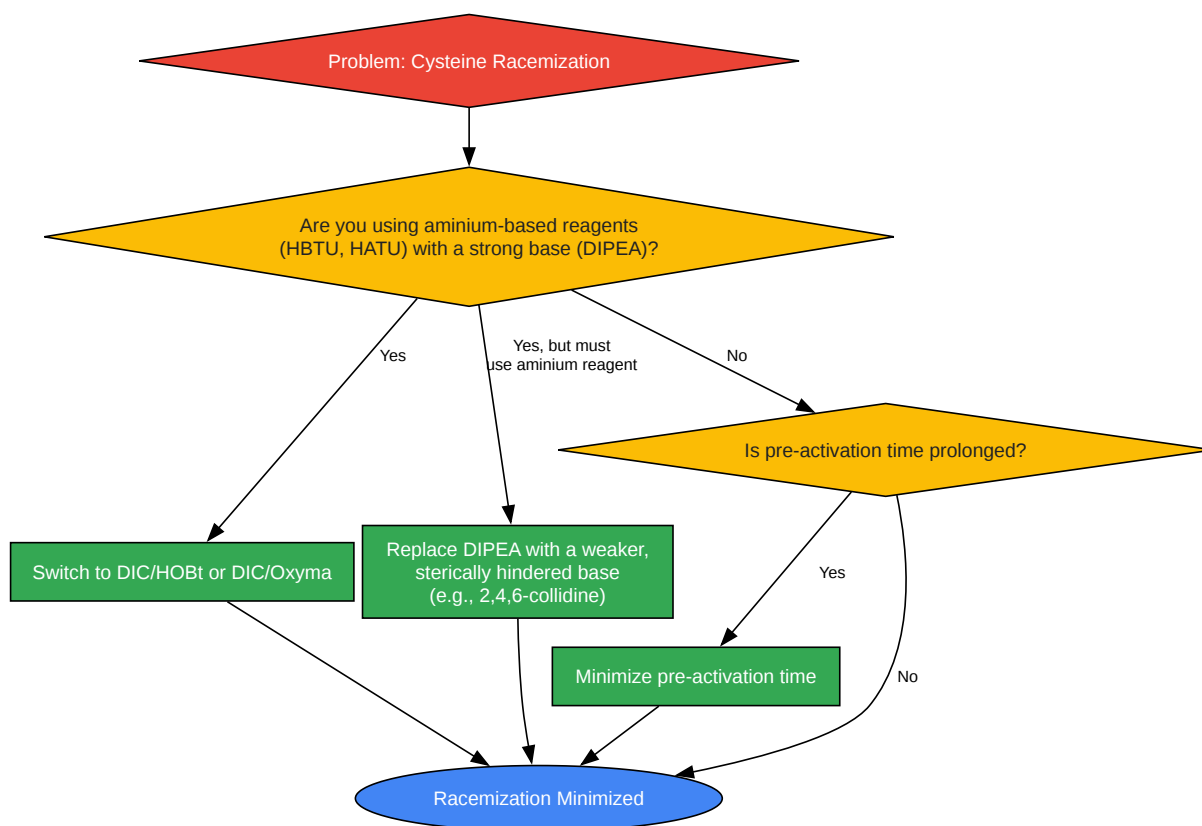 Problem: Cysteine Racemization
Are you using aminium-based reagents
(HBTU, HATU) with a strong base (DIPEA)?
Yes
Yes, but must
use aminium reagent
No
Is pre-activation time prolonged?
Switch to DIC/HOBt or DIC/Oxyma
Replace DIPEA with a weaker,
sterically hindered base
(e.g., 2,4,6-collidine)
Yes
Minimize pre-activation time
No
Racemization Minimized